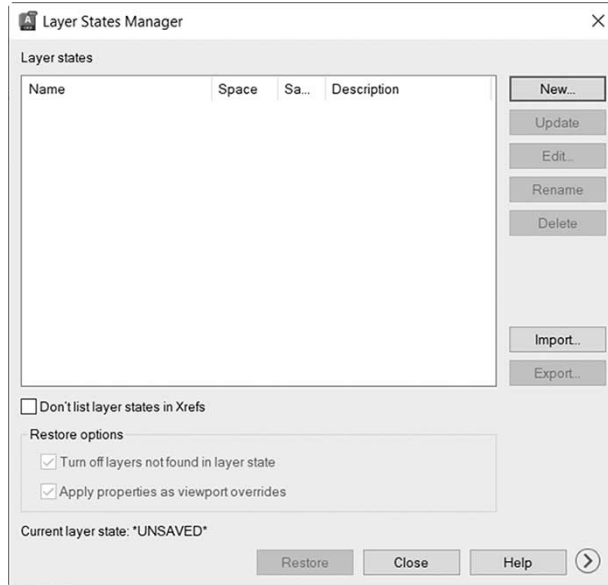 Layer States Manager
Layer states
Name Space Sa... Description
New...
Update
Edit...
Rename
Delete
Import...
Export...
Don't list layer states in Xrefs
Restore options
Turn off layers not found in layer state
Apply properties as viewport overrides
Current layer state: *UNSAVED*
Restore Close Help